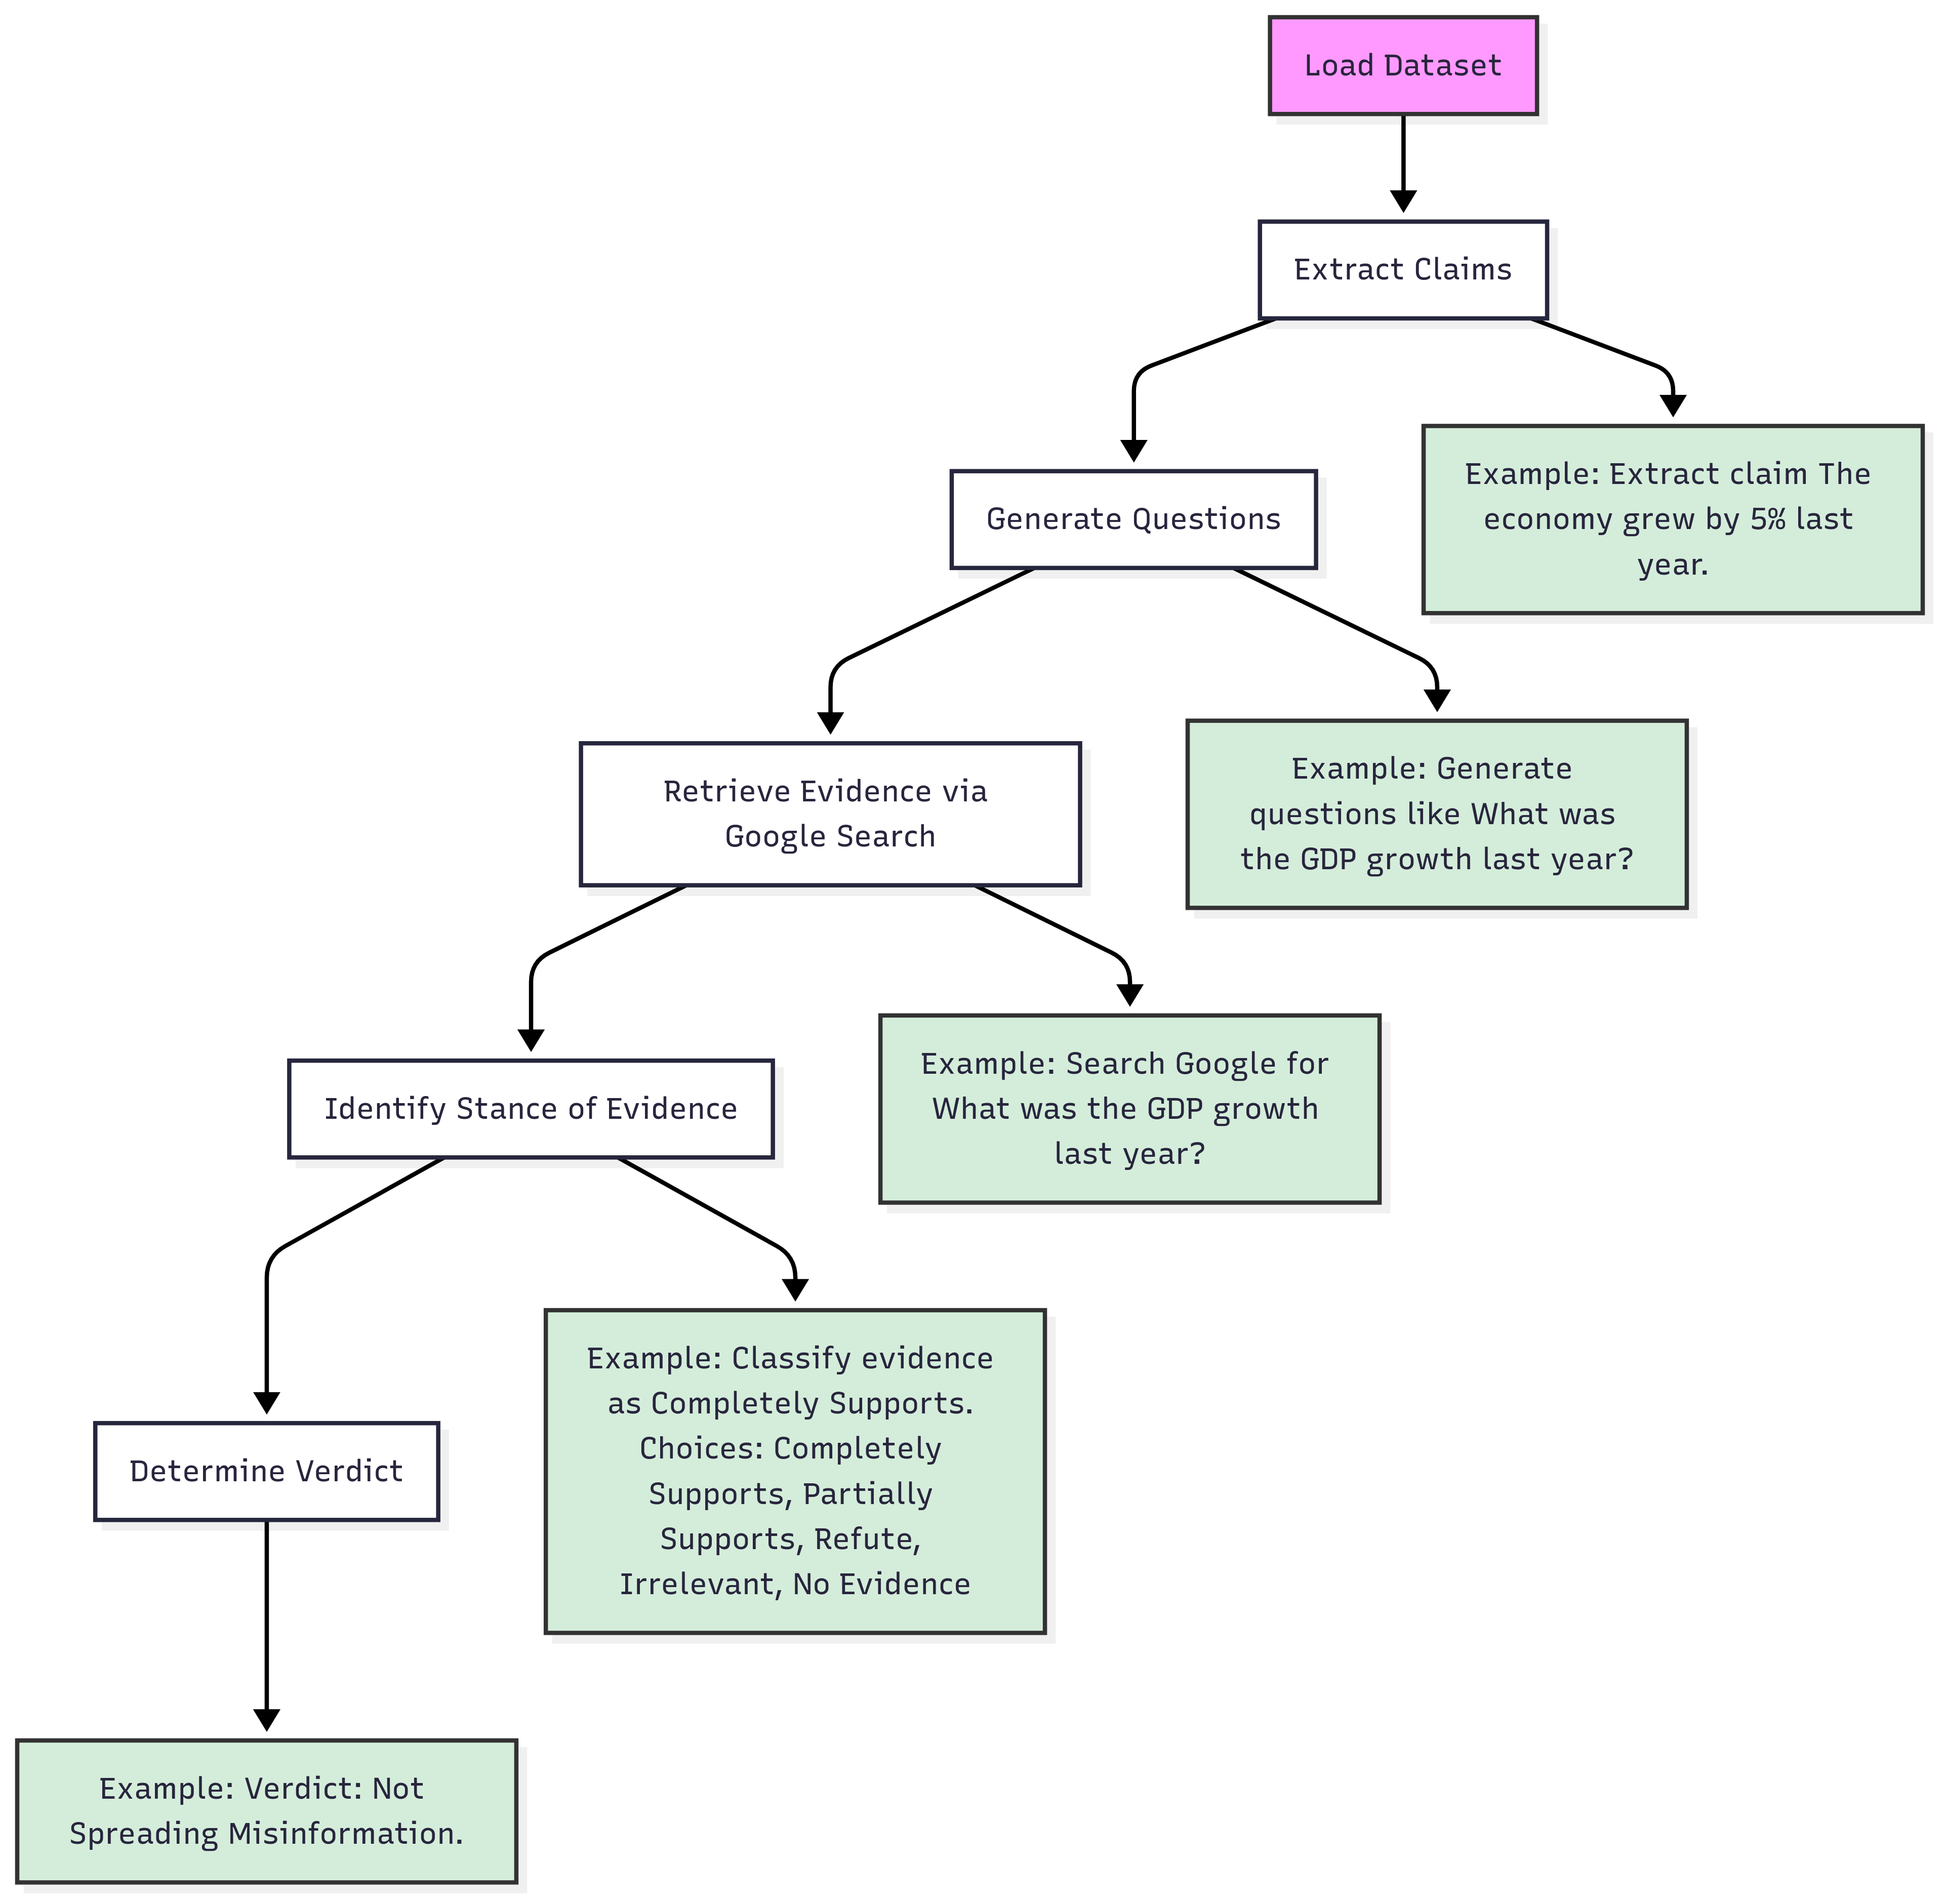 Load Dataset
Extract Claims
Generate Questions
Example: Extract claim The
economy grew by 5% last
year.
Retrieve Evidence via
Google Search
Example: Generate
questions like What was
the GDP growth last year?
Identify Stance of Evidence
Example: Search Google for
What was the GDP growth
last year?
Determine Verdict
Example: Classify evidence
as Completely Supports.
Choices: Completely
Supports, Partially
Supports, Refute,
Irrelevant, No Evidence
Example: Verdict: Not
Spreading Misinformation.